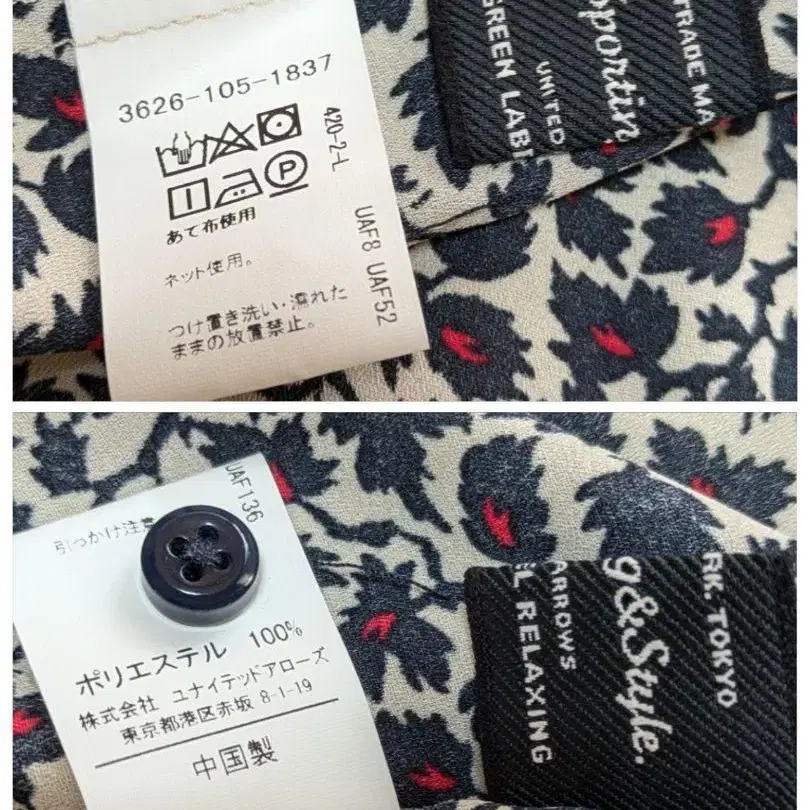 3626-105-1837
420-2-L
あて布使用
ネット使用。
つけ置き洗い・濡れた
ままの放置禁止。
UAF8 UAF52
TRADE MA
Sportin
UNITED
GREEN LAB
UAF136
引っかけ注意
ポリエステル 100%
株式会社 ユナイテッドアローズ
東京都港区赤坂 8-1-19
中国製
RK. TOKYO
g&Style.
ARROWS
L RELAXING